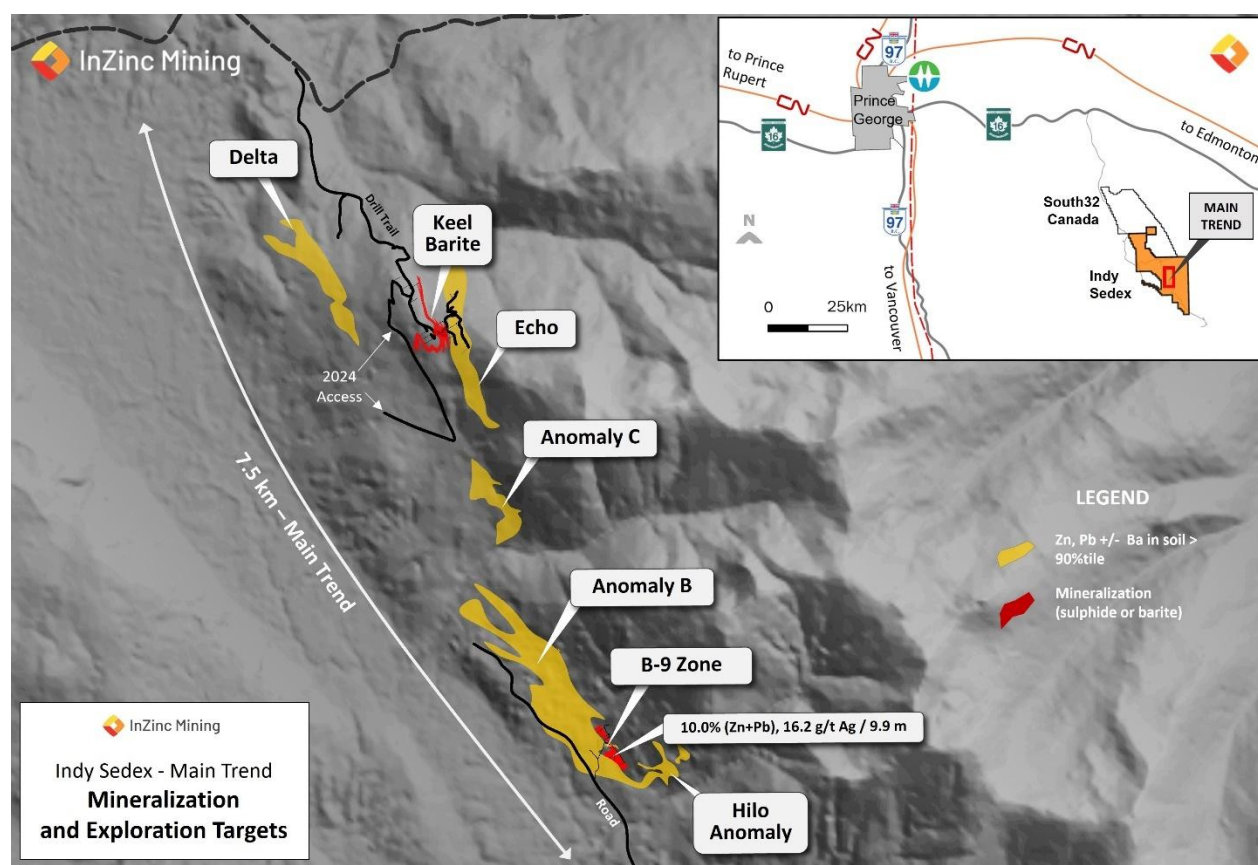 InZinc Mining
Delta
Drill Trail
Keel
Barite
Echo
2024
Access
Anomaly C
7.5 km – Main Trend
Anomaly B
B-9 Zone
10.0% (Zn+Pb), 16.2 g/t Ag / 9.9 m
Hilo
Anomaly
Road
InZinc Mining
Indy Sedex - Main Trend
Mineralization
and Exploration Targets
LEGEND
Zn, Pb +/- Ba in soil >
90%tile
Mineralization
(sulphide or barite)
to Prince
Rupert
CN
97
B.C.
Prince
George
CN
CN
16
16
to Edmonton
South32
Canada
MAIN
TREND
N
97
B.C.
Indy
Sedex
0 25km
to Vancouver